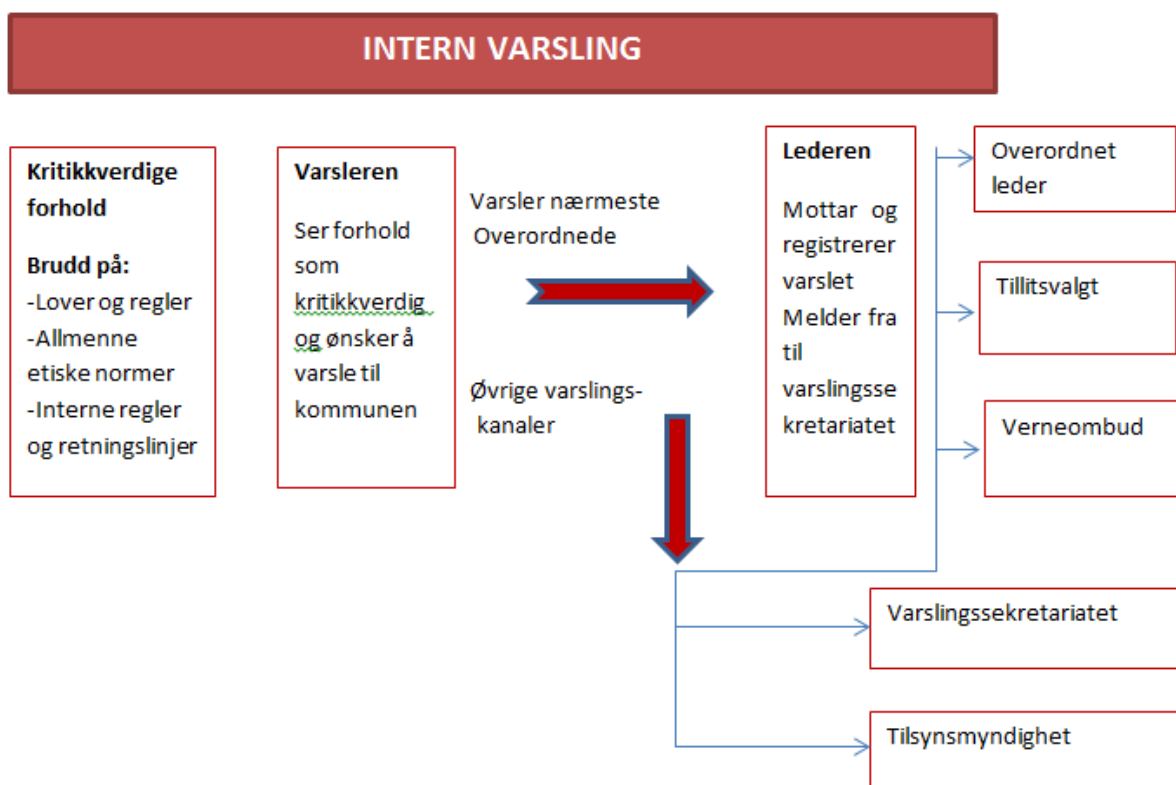 INTERN VARSLING
Kritikkverdige
forhold
Brudd på:
-Lover og regler
-Allmenne
etiske normer
-Interne regler
og retningslinjer
Varsleren
Ser forhold
som
kritikkverdig
og ønsker å
varsle til
kommunen
Varsler nærmeste
Overordnede
Øvrige varslings-
kanaler
Lederen
Mottar og
registrerer
varslet
Melder fra
til
varslingsse
kretariatet
Overordnet
leder
Tillitsvalgt
Verneombud
Varslingssekretariatet
Tilsynsmyndighet